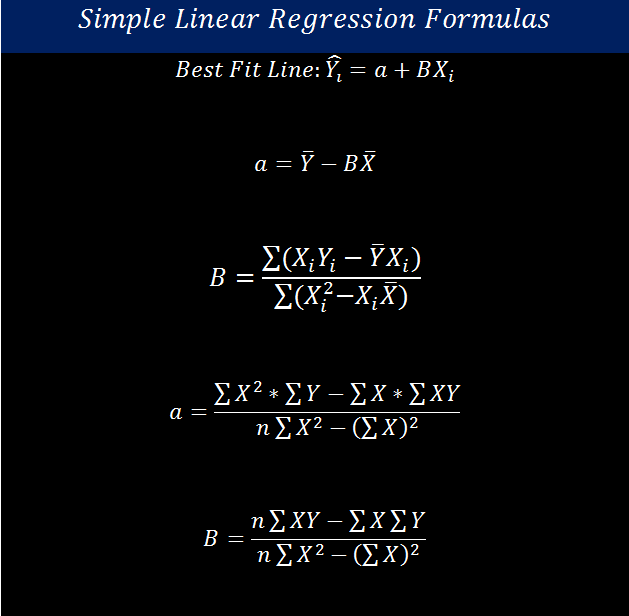 Simple Linear Regression Formulas
Best Fit Line: Ŷᵢ = a + BXᵢ
a = Y̅ − BX̅
B = ∑(XᵢYᵢ − Y̅Xᵢ) / ∑(Xᵢ²−XᵢX̅)
a = ∑ X² * ∑ Y − ∑ X * ∑ XY / n ∑ X² − (∑ X)²
B = n ∑ XY − ∑ X ∑ Y / n ∑ X² − (∑ X)²